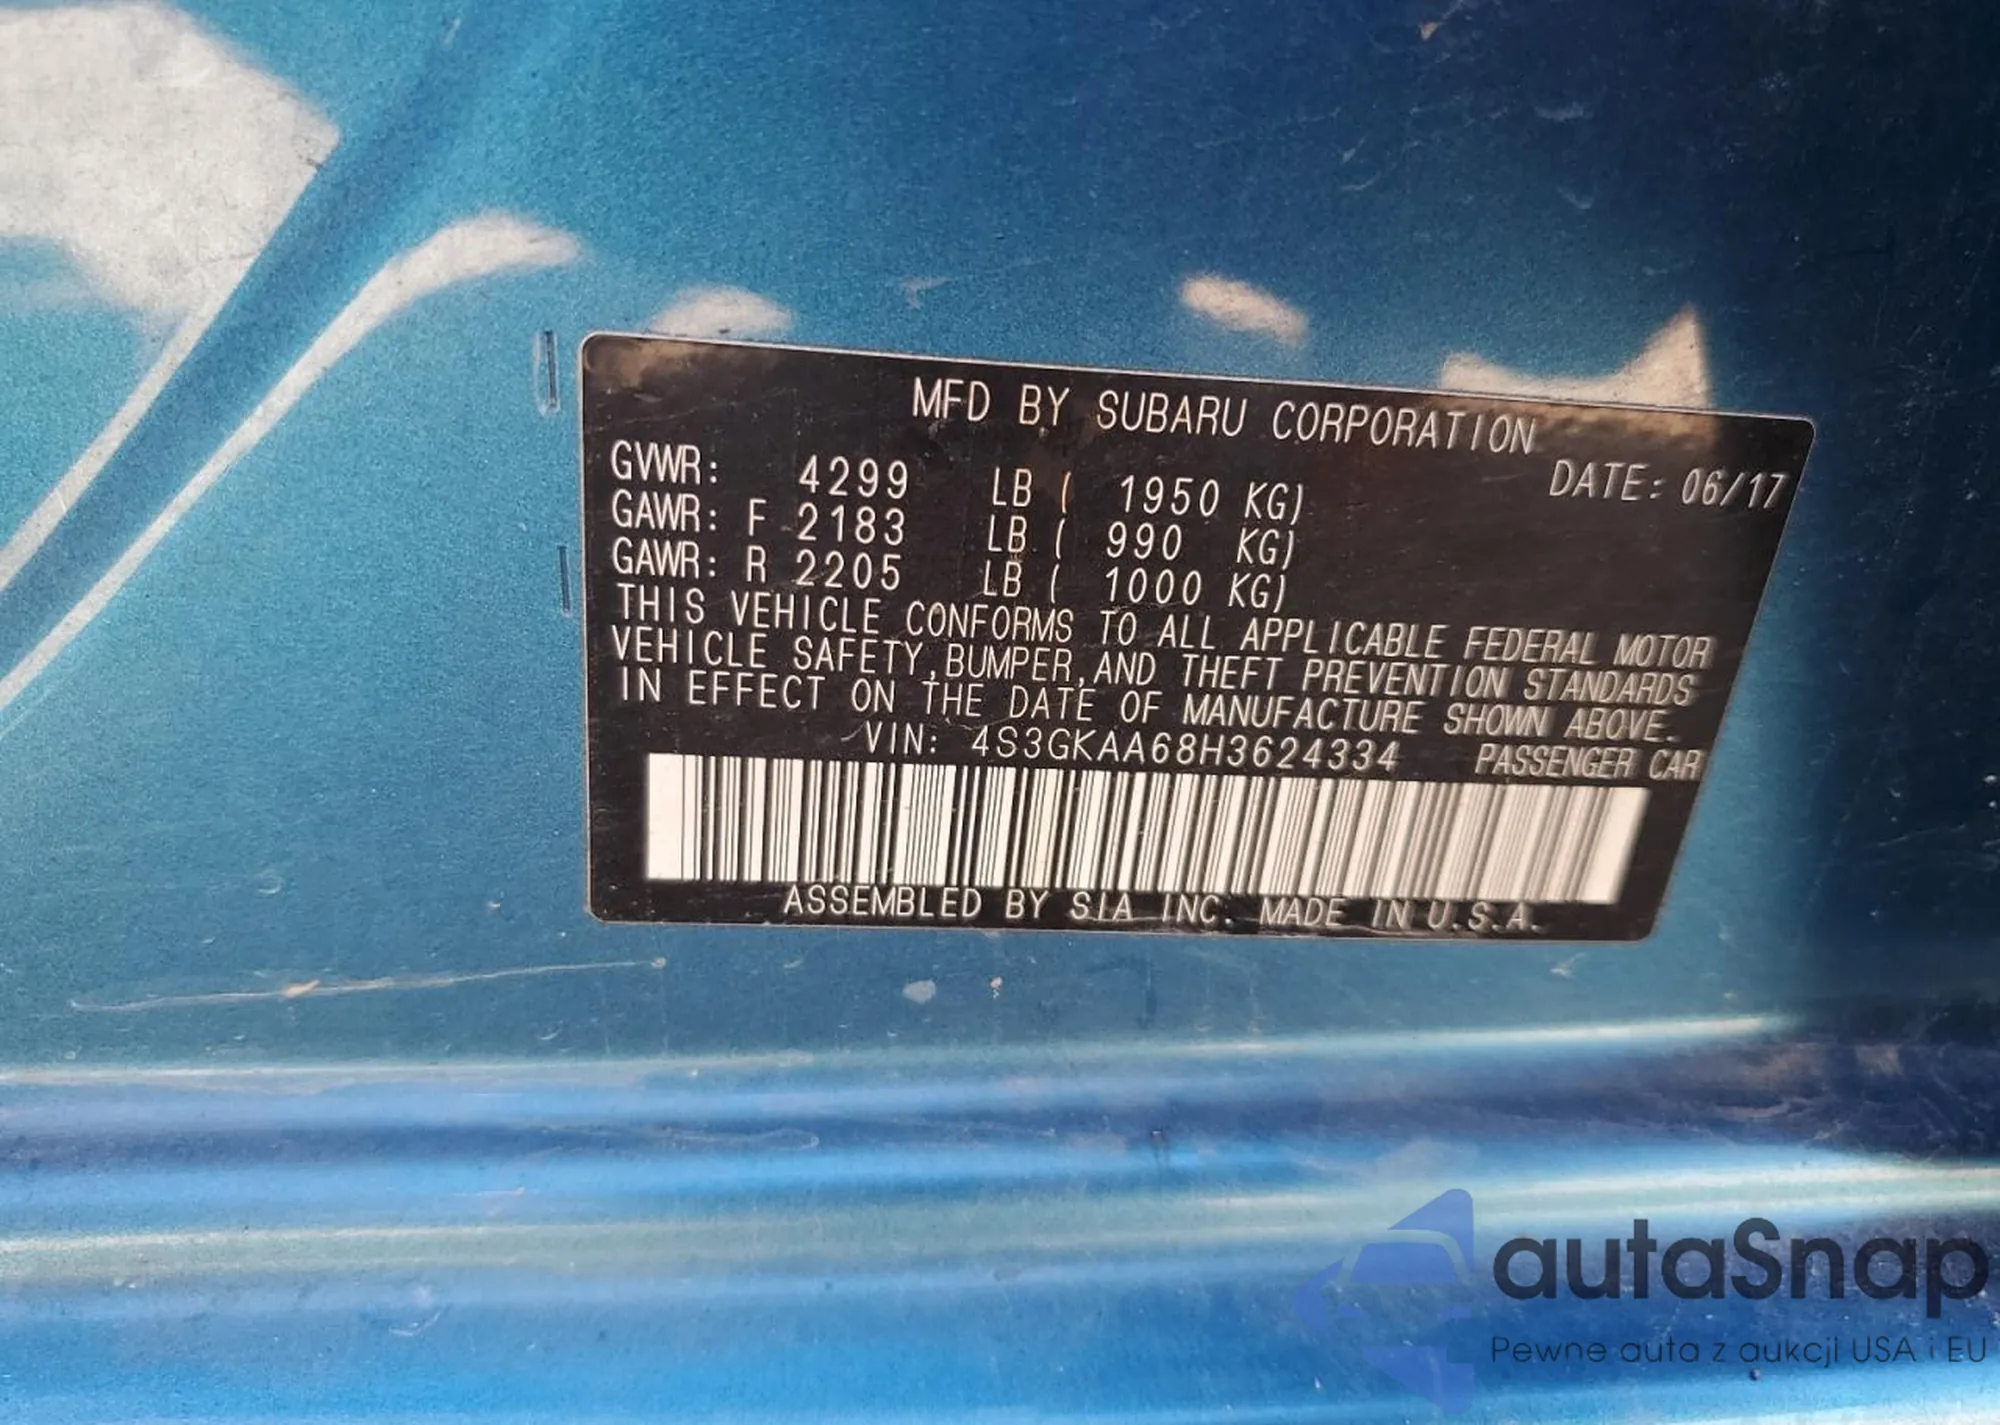 MFD BY SUBARU CORPORATION
DATE: 06/17
GVWR: 4299 LB ( 1950 KG)
GAWR: F 2183 LB ( 990 KG)
GAWR: R 2205 LB ( 1000 KG)
THIS VEHICLE CONFORMS TO ALL APPLICABLE FEDERAL MOTOR
VEHICLE SAFETY,BUMPER,AND THEFT PREVENTION STANDARDS
IN EFFECT ON THE DATE OF MANUFACTURE SHOWN ABOVE.
VIN: 4S3GKAA68H3624334 PASSENGER CAR
ASSEMBLED BY SIA INC. MADE IN U.S.A.
autaSnap
Pewne auta z aukcji USA i EU